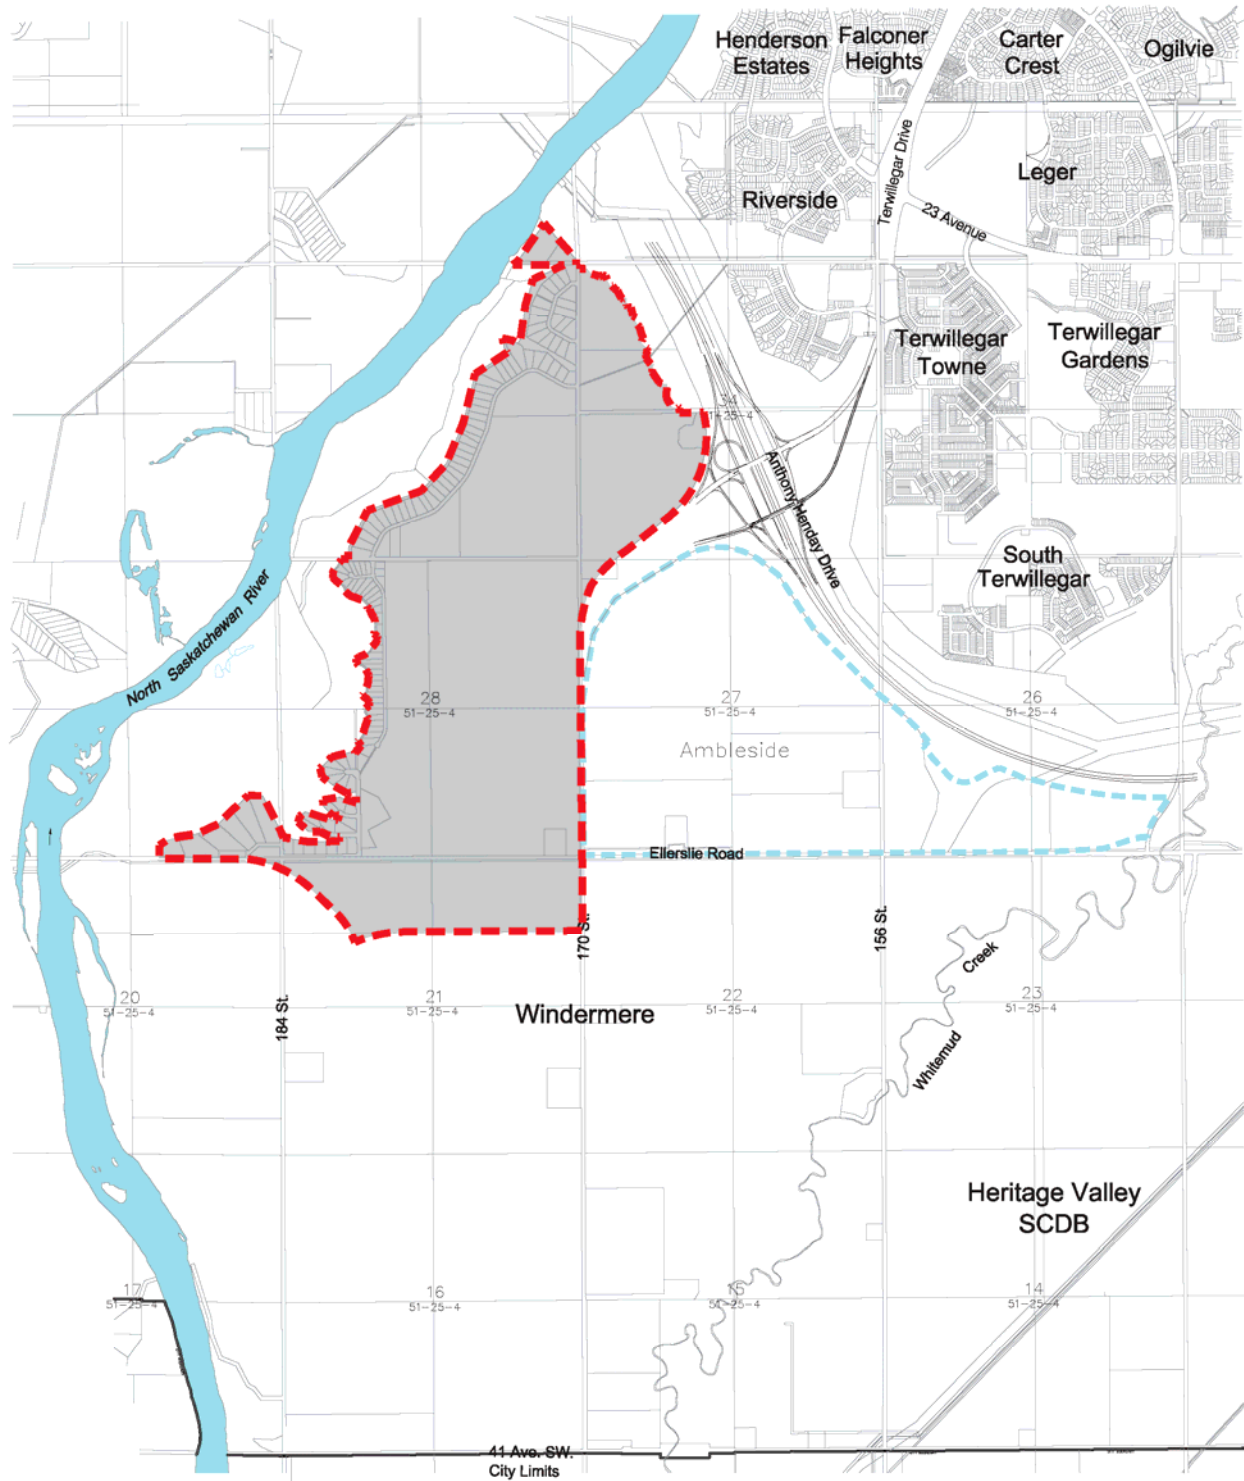 Henderson
Estates
Falconer
Heights
Carter
Crest
Ogilvie
Leger
Riverside
Terwillegar Drive
23 Avenue
Terwillegar
Towne
Terwillegar
Gardens
34
51-25-4
Anthony Henday Drive
South
Terwillegar
North Saskatchewan River
28
51-25-4
27
51-25-4
26
51-25-4
Ambleside
Ellerslie Road
170 St.
156 St.
Creek
Whitemud
20
51-25-4
184 St.
21
51-25-4
Windermere
22
51-25-4
23
51-25-4
Heritage Valley
SCDB
17
51-25-4
16
51-25-4
15
51-25-4
14
51-25-4
41 Ave. SW.
City Limits